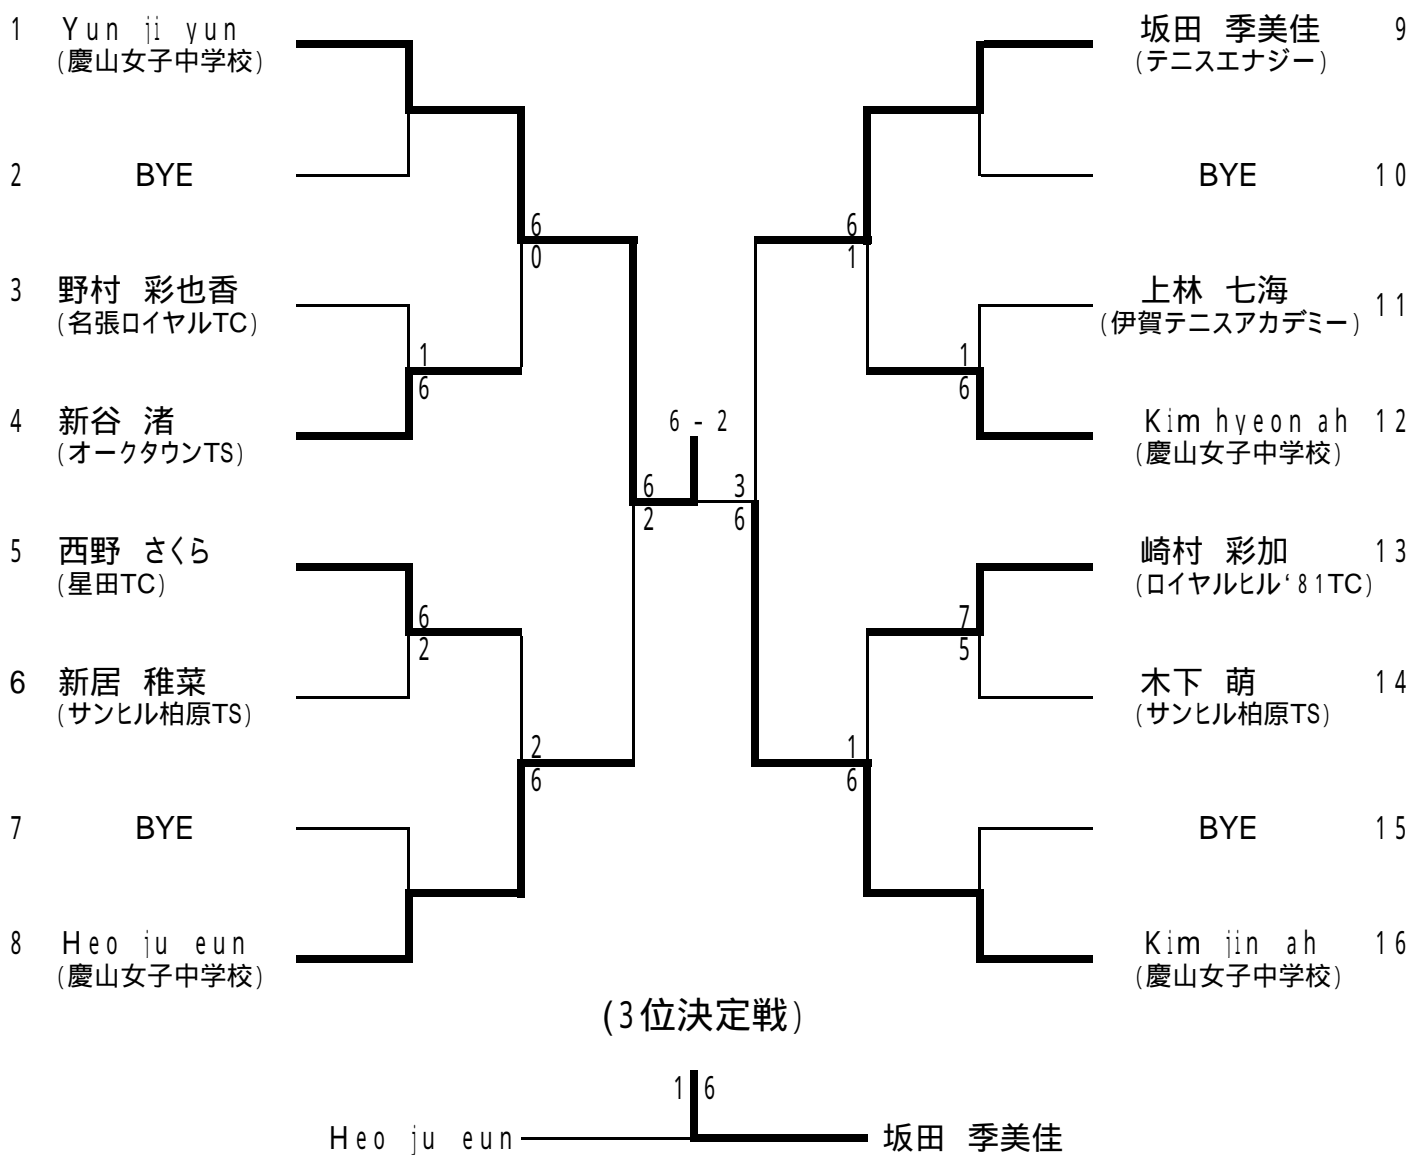 1 Yun ji yun
(慶山女子中学校)
2 BYE
3 野村 彩也香
(名張ロイヤルTC)
4 新谷 渚
(オークタウンTS)
5 西野 さくら
(星田TC)
6 新居 稚菜
(サンヒル柏原TS)
7 BYE
8 Heo ju eun
(慶山女子中学校)
6
0
1
6
6
2
2
6
6
2
6 - 2
3
6
6
1
1
6
7
5
1
6
坂田 季美佳 9
(テニスエナジー)
BYE 10
上林 七海 11
(伊賀テニスアカデミー)
Kim hyeon ah 12
(慶山女子中学校)
崎村 彩加 13
(ロイヤルヒル‘81TC)
木下 萌 14
(サンヒル柏原TS)
BYE 15
Kim jin ah 16
(慶山女子中学校)
(3位決定戦)
1 6
Heo ju eun 坂田 季美佳